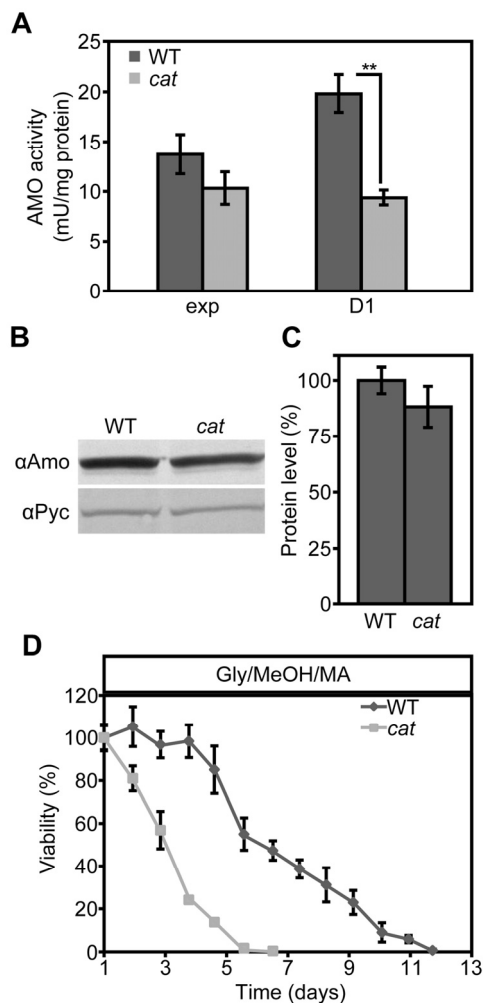 A
25
20
15
10
5
0
AMO activity
(mU/mg protein)
WT
cat
**
exp D1
B
WT cat
αAmo
αPyc
C
100
75
50
25
0
Protein level (%)
WT cat
D
Gly/MeOH/MA
120
100
80
60
40
20
0
Viability (%)
WT
cat
1 3 5 7 9 11 13
Time (days)